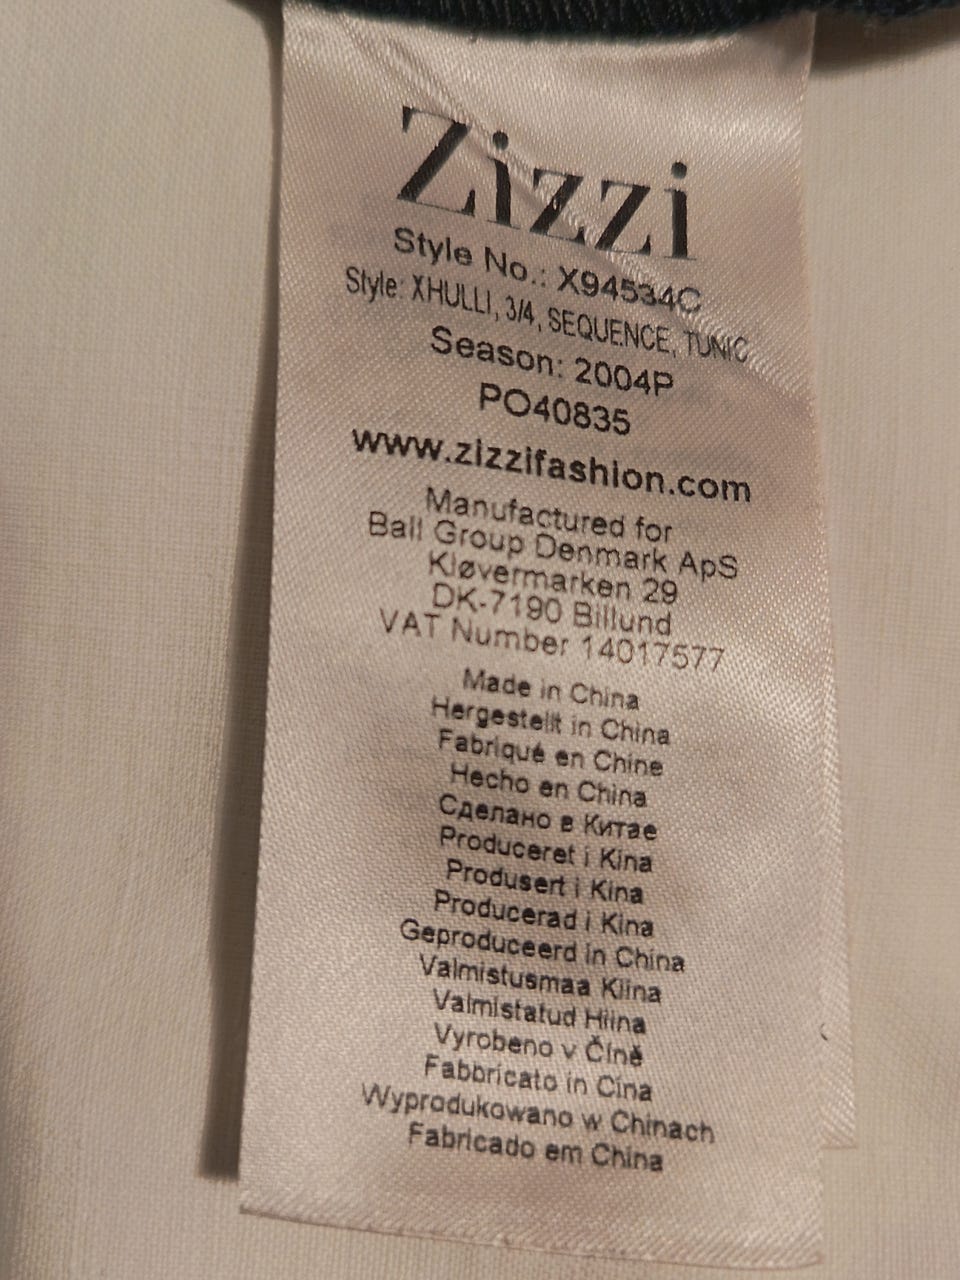 Zizzi
Style No.: X94534C
Style: XHULLI, 3/4, SEQUENCE, TUNIC
Season: 2004P
PO40835
www.zizzifashion.com
Manufactured for
Ball Group Denmark ApS
Kløvermarken 29
DK-7190 Billund
VAT Number 14017577
Made in China
Hergestellt in China
Fabriqué en Chine
Hecho en China
Сделано в Китае
Produceret i Kina
Produsert i Kina
Producerad i Kina
Geproduceerd in China
Valmistusmaa Kiina
Valmistatud Hiina
Vyrobeno v Číně
Fabbricato in Cina
Wyprodukowano w Chinach
Fabricado em China